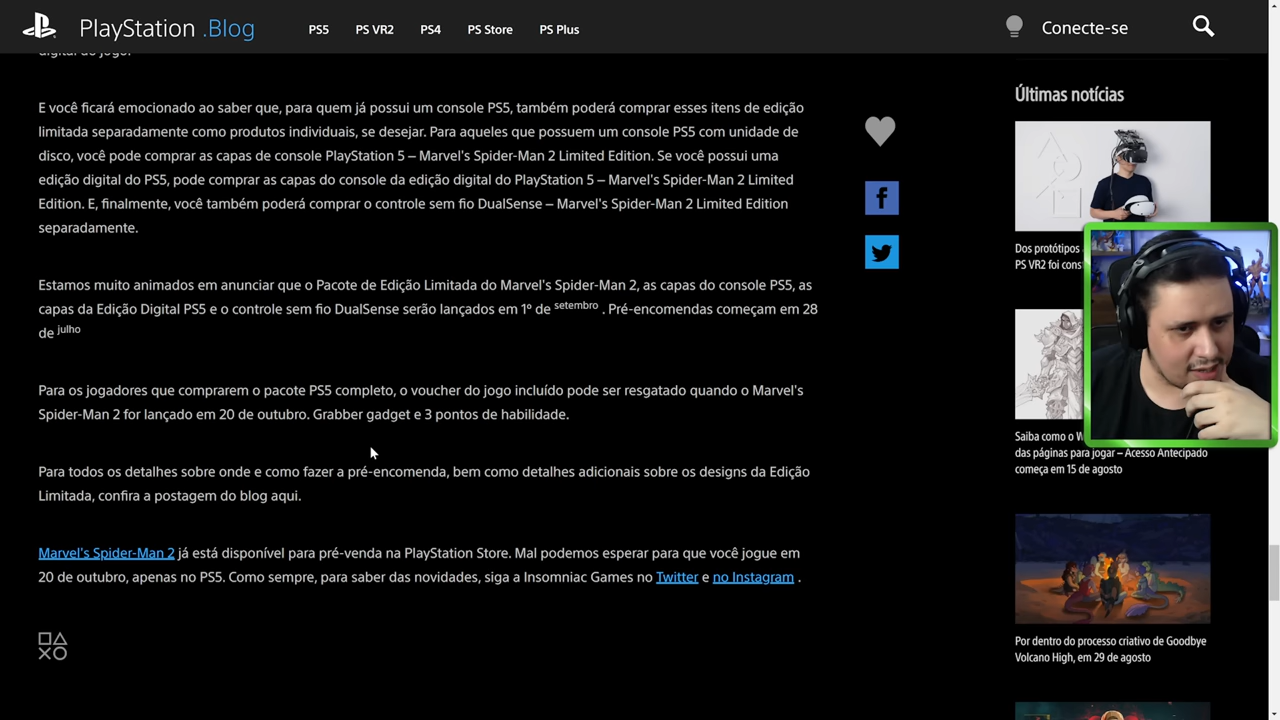 PlayStation .Blog
PS5
PS VR2
PS4
PS Store
PS Plus
Conecte-se
digital do jogo.
E você ficará emocionado ao saber que, para quem já possui um console PS5, também poderá comprar esses itens de edição
limitada separadamente como produtos individuais, se desejar. Para aqueles que possuem um console PS5 com unidade de
disco, você pode comprar as capas de console PlayStation 5 – Marvel's Spider-Man 2 Limited Edition. Se você possui uma
edição digital do PS5, pode comprar as capas do console da edição digital do PlayStation 5 – Marvel's Spider-Man 2 Limited
Edition. E, finalmente, você também poderá comprar o controle sem fio DualSense – Marvel's Spider-Man 2 Limited Edition
separadamente.
Estamos muito animados em anunciar que o Pacote de Edição Limitada do Marvel's Spider-Man 2, as capas do console PS5, as
capas da Edição Digital PS5 e o controle sem fio DualSense serão lançados em 1º de setembro . Pré-encomendas começam em 28
de julho
Para os jogadores que comprarem o pacote PS5 completo, o voucher do jogo incluído pode ser resgatado quando o Marvel's
Spider-Man 2 for lançado em 20 de outubro. Grabber gadget e 3 pontos de habilidade.
Para todos os detalhes sobre onde e como fazer a pré-encomenda, bem como detalhes adicionais sobre os designs da Edição
Limitada, confira a postagem do blog aqui.
Marvel's Spider-Man 2 já está disponível para pré-venda na PlayStation Store. Mal podemos esperar para que você jogue em
20 de outubro, apenas no PS5. Como sempre, para saber das novidades, siga a Insomniac Games no Twitter e no Instagram .
Últimas notícias
Dos protótipos
PS VR2 foi
Saiba como o
das páginas para jogar – Acesso Antecipado
começa em 15 de agosto
Por dentro do processo criativo de Goodbye
Volcano High, em 29 de agosto